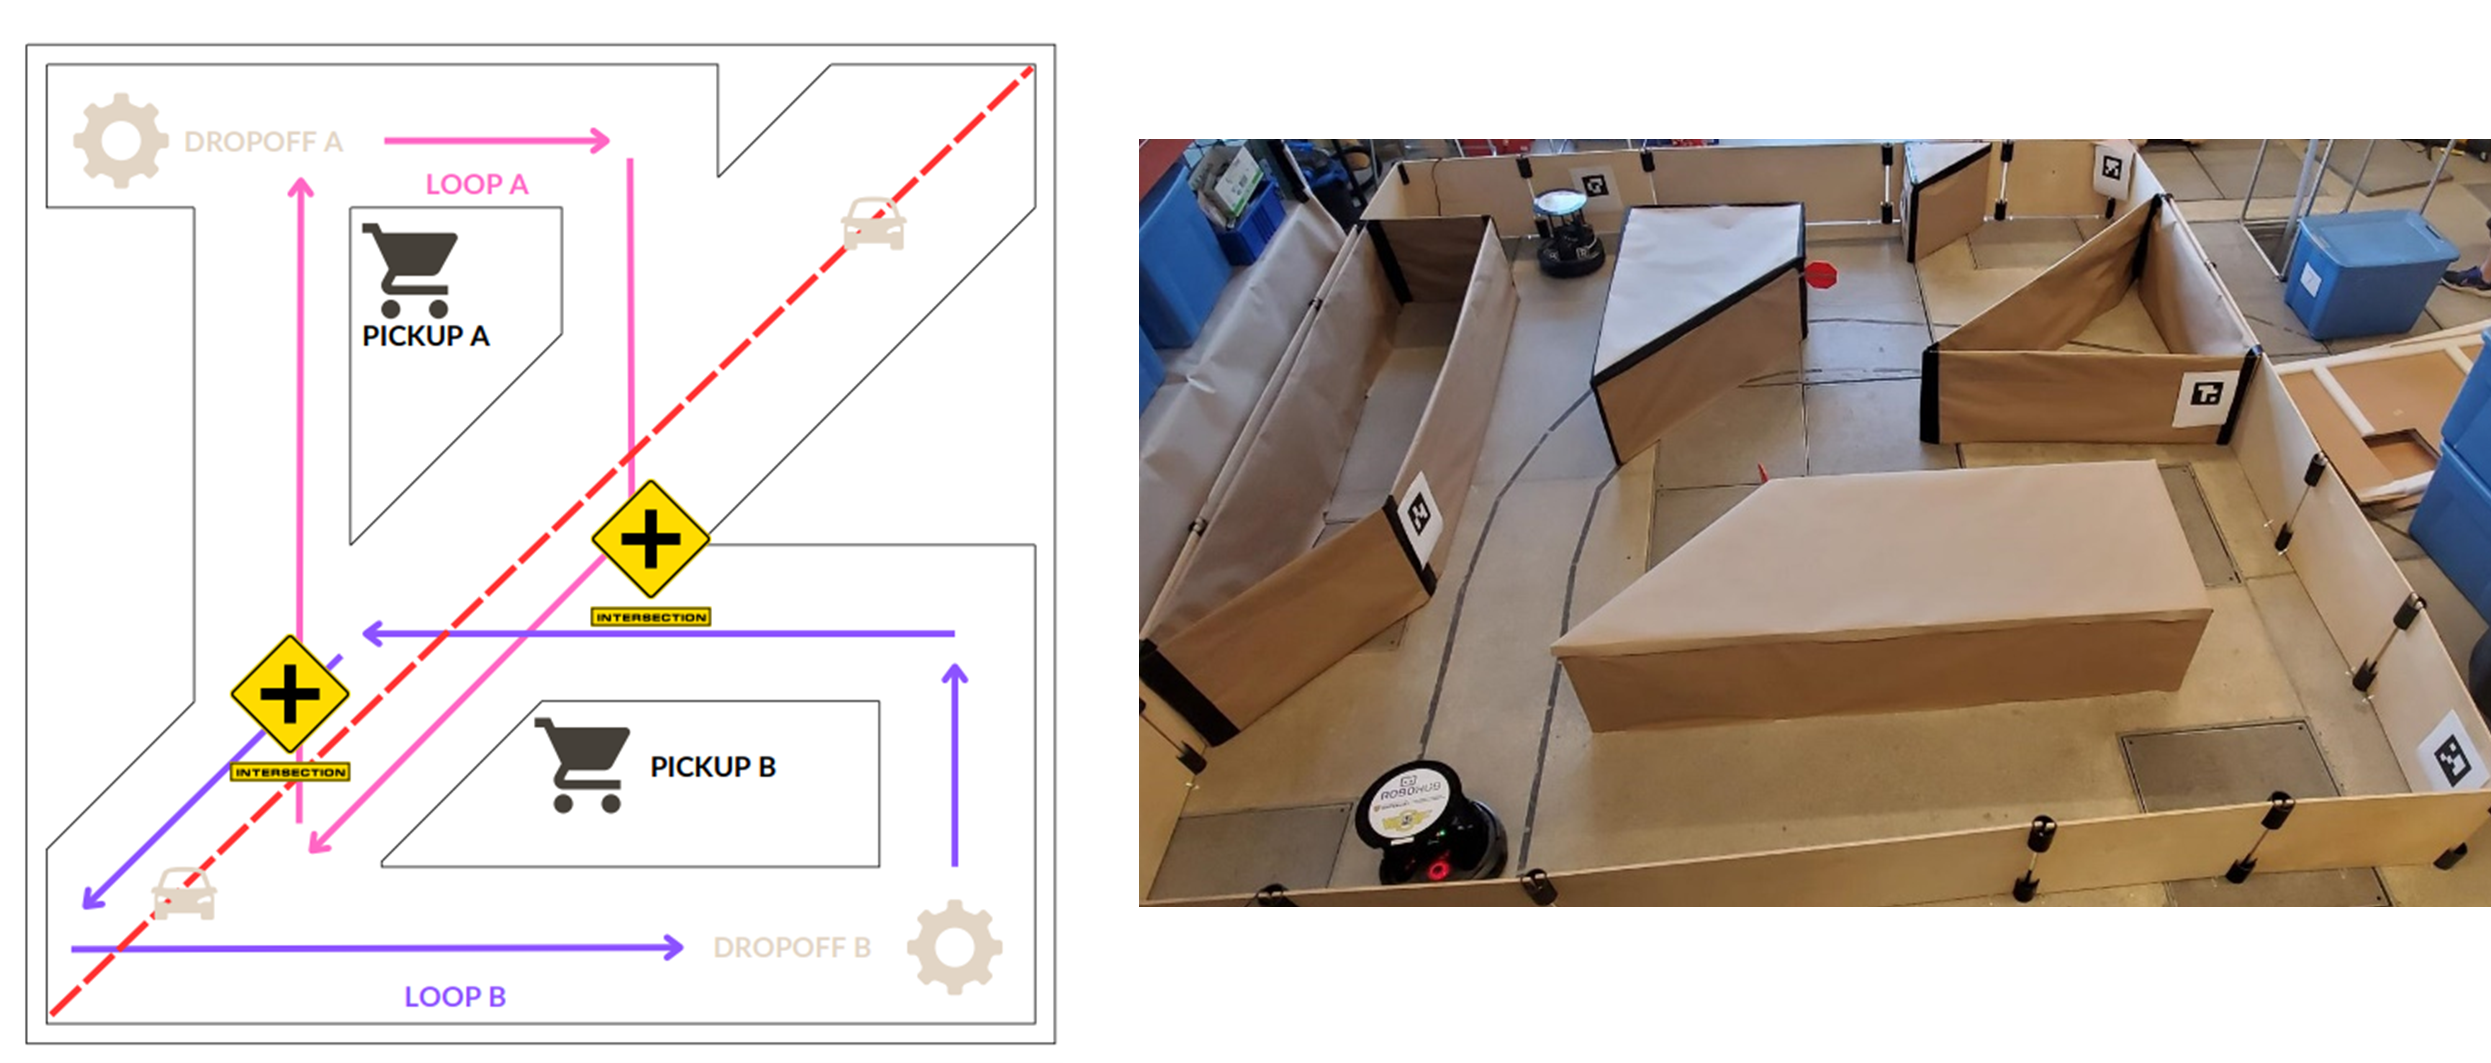 DROPOFF A
LOOP A
PICKUP A
INTERSECTION
INTERSECTION
PICKUP B
DROPOFF B
LOOP B
ROBOHUB